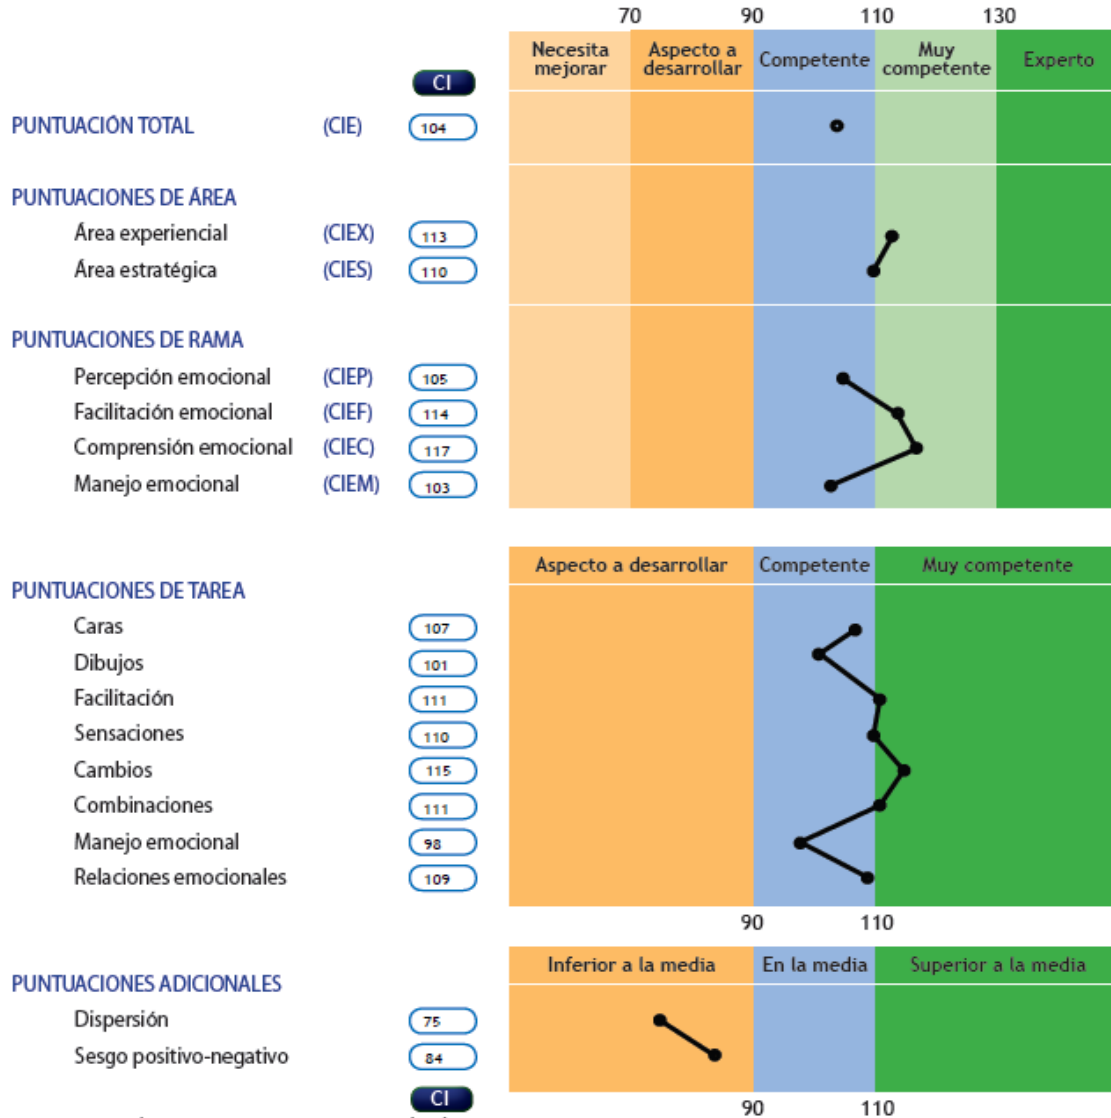 70 90 110 130
Necesita mejorar Aspecto a desarrollar Competente Muy competente Experto
CI
PUNTUACIÓN TOTAL (CIE) 104
PUNTUACIONES DE ÁREA
Área experiencial (CIEX) 113
Área estratégica (CIES) 110
PUNTUACIONES DE RAMA
Percepción emocional (CIEP) 105
Facilitación emocional (CIEF) 114
Comprensión emocional (CIEC) 117
Manejo emocional (CIEM) 103
Aspecto a desarrollar Competente Muy competente
PUNTUACIONES DE TAREA
Caras 107
Dibujos 101
Facilitación 111
Sensaciones 110
Cambios 115
Combinaciones 111
Manejo emocional 98
Relaciones emocionales 109
90 110
Inferior a la media En la media Superior a la media
PUNTUACIONES ADICIONALES
Dispersión 75
Sesgo positivo-negativo 84
CI
90 110